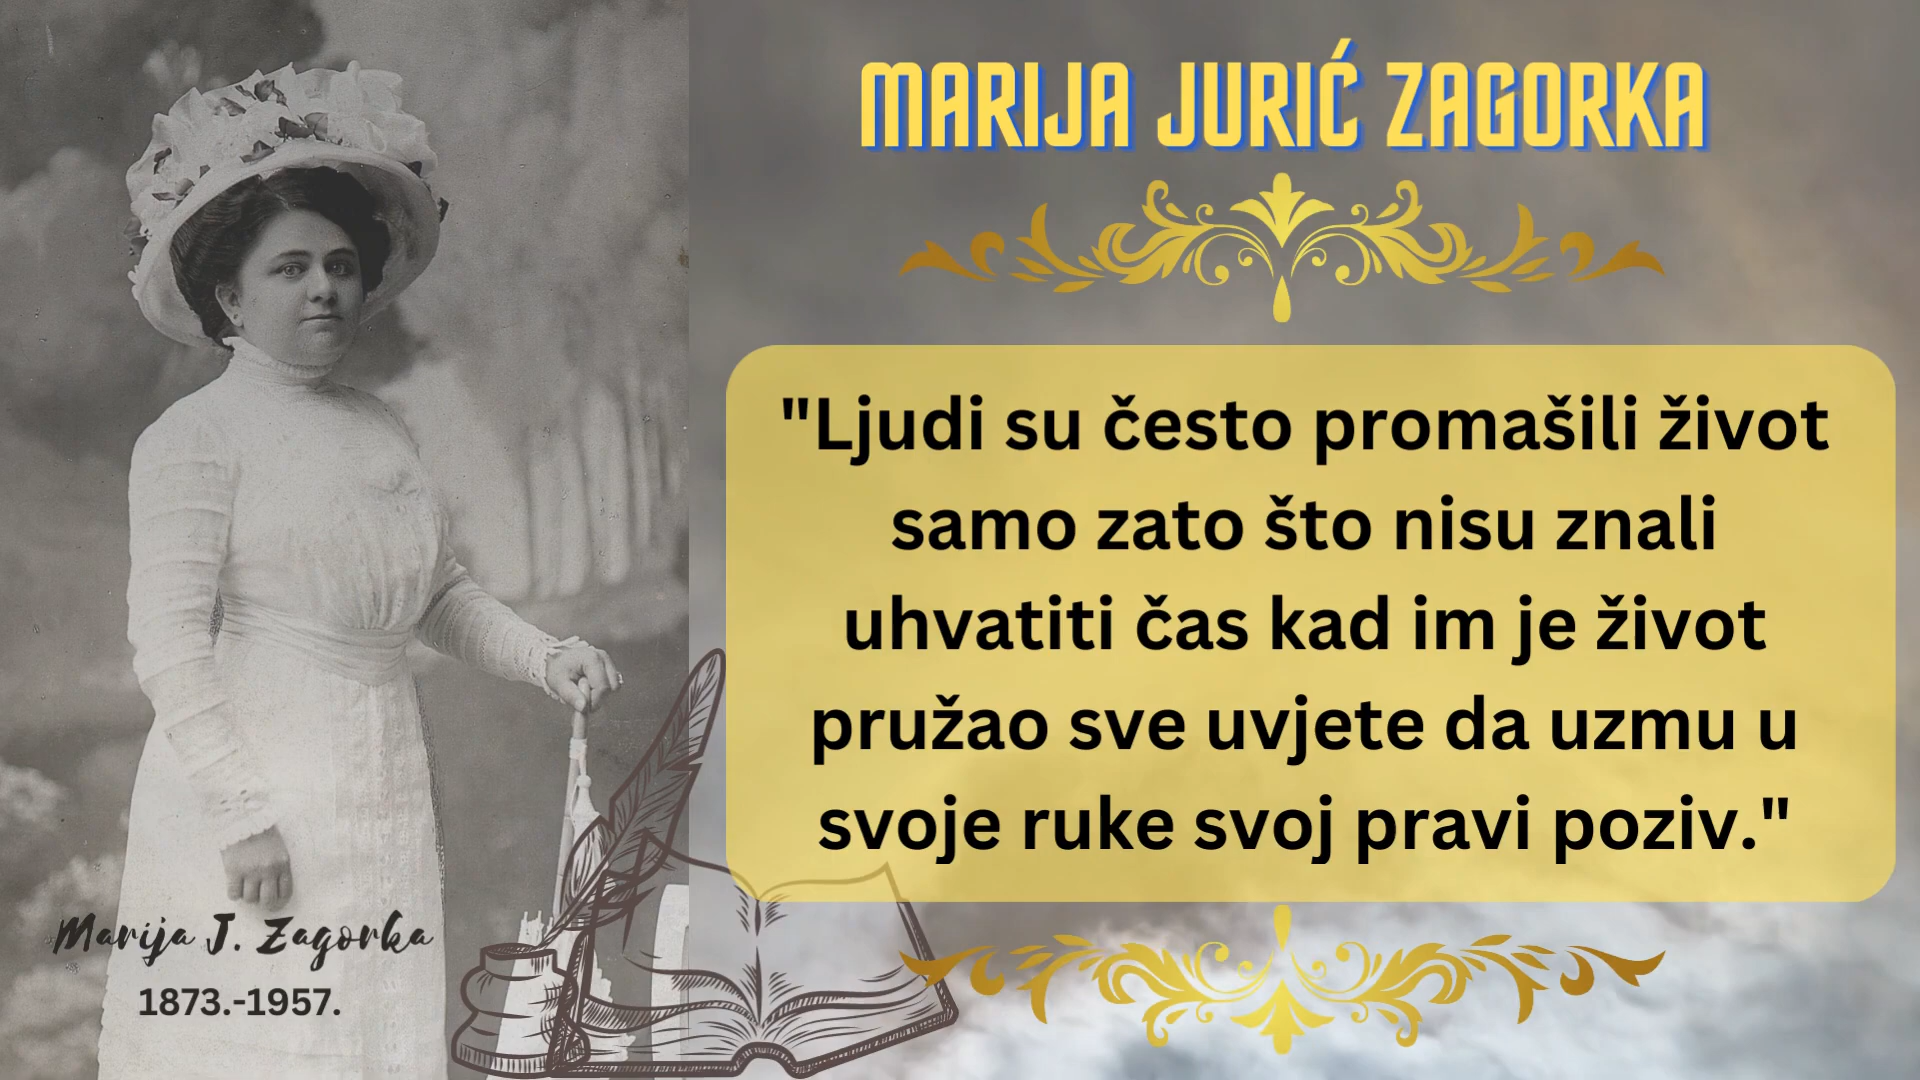 MARIJA JURIĆ ZAGORKA
"Ljudi su često promašili život
samo zato što nisu znali
uhvatiti čas kad im je život
pružao sve uvjete da uzmu u
svoje ruke svoj pravi poziv."
Marija J. Zagorka
1873.-1957.